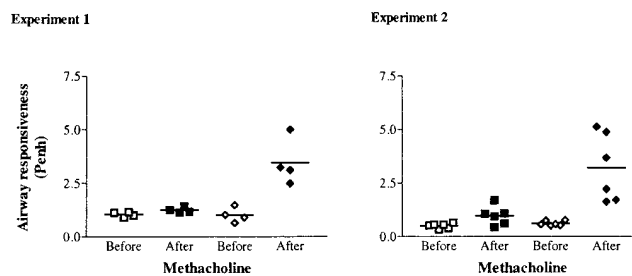 Experiment 1
Experiment 2
Airway responsiveness
(Penh)
7.5
5.0
2.5
0.0
Before After Before After
Methacholine
7.5
5.0
2.5
0.0
Before After Before After
Methacholine